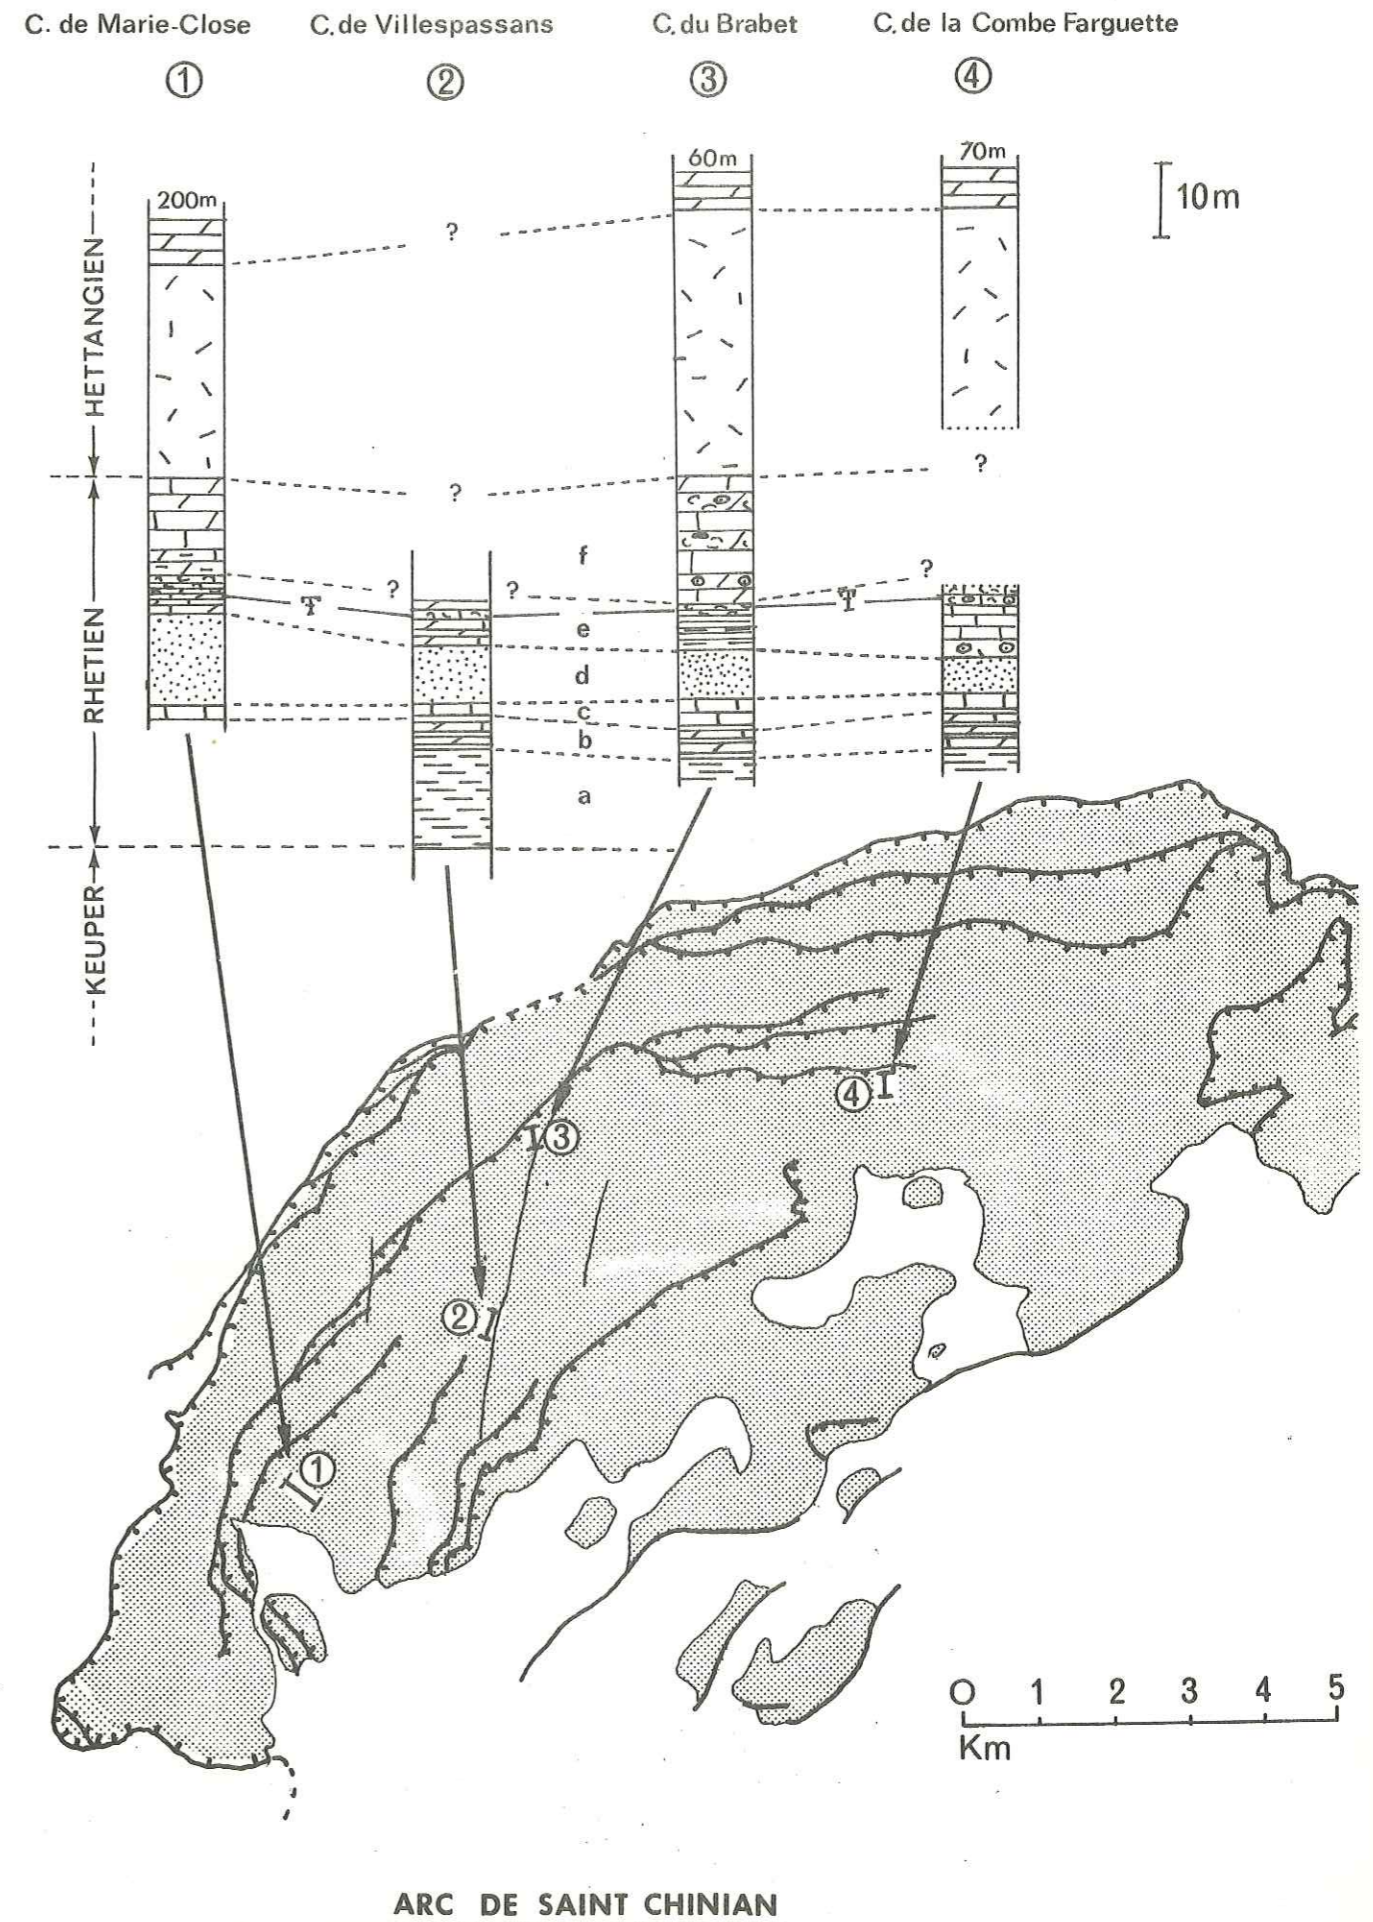 C. de Marie-Close C. de Villespassans C. du Brabet C. de la Combe Farguette
① ② ③ ④
200m 60m 70m
10m
HETTANGIEN
RHETIEN
KEUPER
? ?
? ?
? ? ?
T T
f
e
d
c
b
a
④
③
②
①
0 1 2 3 4 5
Km
ARC DE SAINT CHINIAN